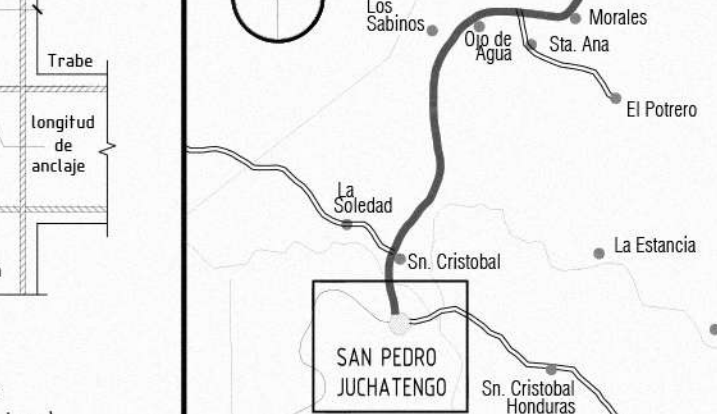 Trabe
longitud
de
anclaje
Los
Sabinos
Ojo de
Agua
Morales
Sta. Ana
El Potrero
La
Soledad
Sn. Cristobal
La Estancia
SAN PEDRO
JUCHATENGO
Sn. Cristobal
Honduras